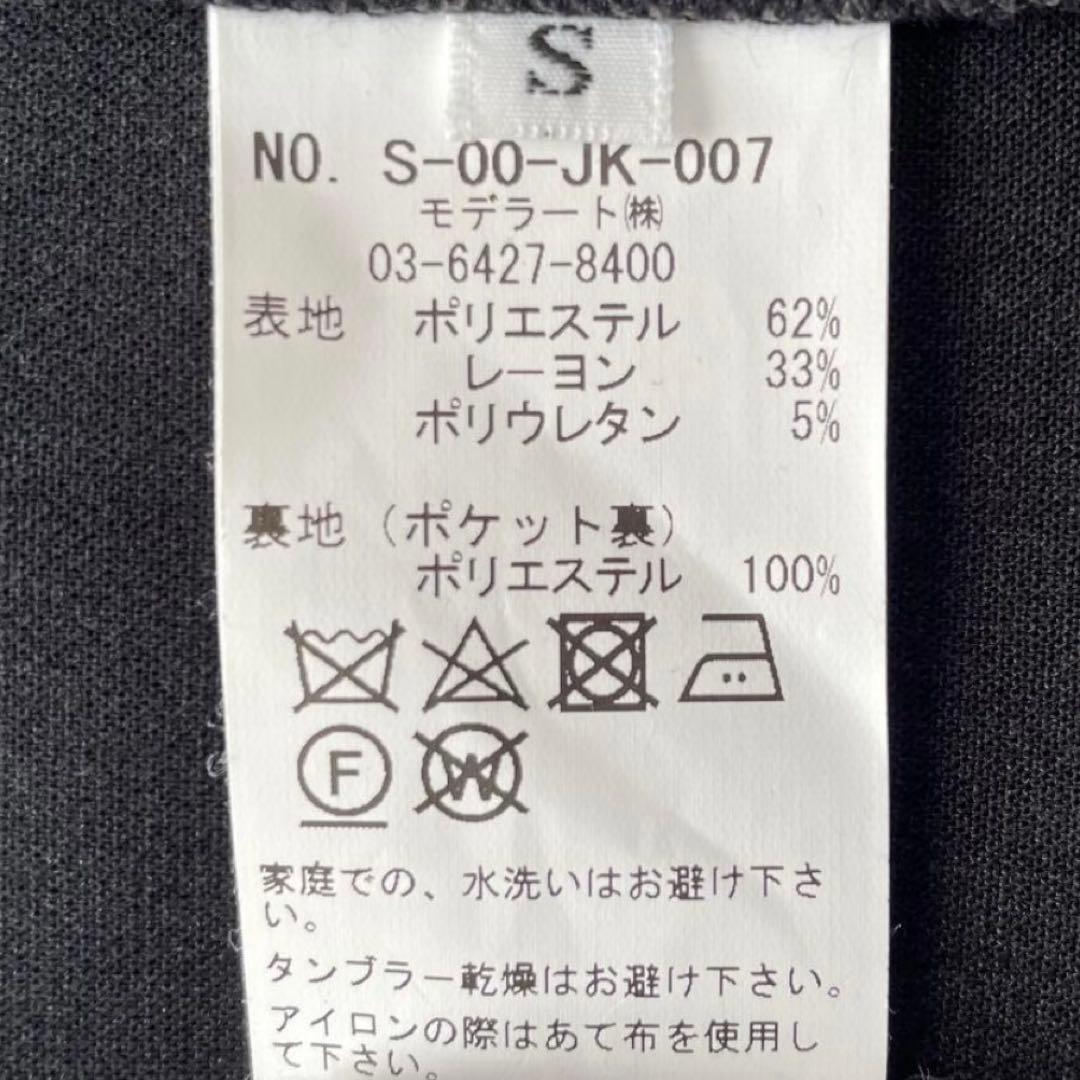 S
NO. S-00-JK-007
モデラート㈱
03-6427-8400
表地 ポリエステル 62%
レーヨン 33%
ポリウレタン 5%
裏地（ポケット裏）
ポリエステル 100%
F
W
家庭での、水洗いはお避け下さ
い。
タンブラー乾燥はお避け下さい。
アイロンの際はあて布を使用し
て下さい。